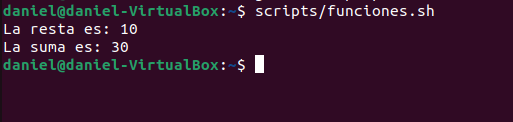 daniel@daniel-VirtualBox:~$ scripts/funciones.sh
La resta es: 10
La suma es: 30
daniel@daniel-VirtualBox:~$